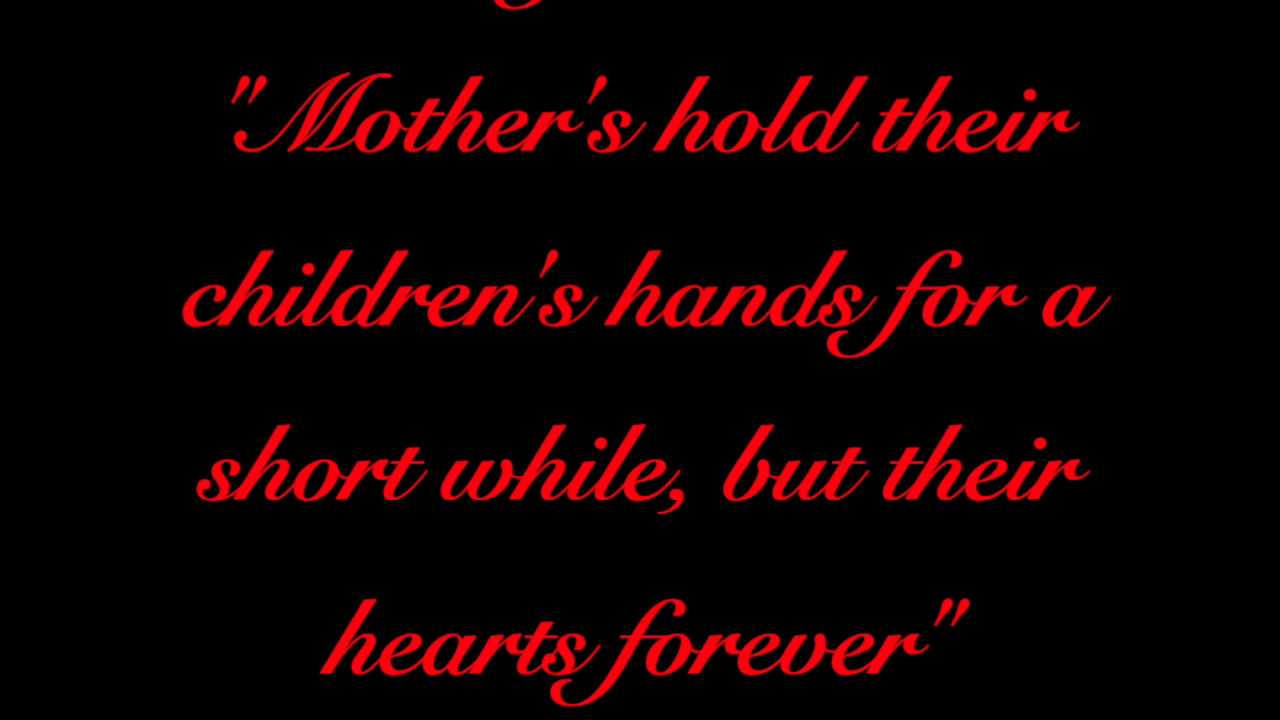 "Mother's hold their
children's hands for a
short while, but their
hearts forever"